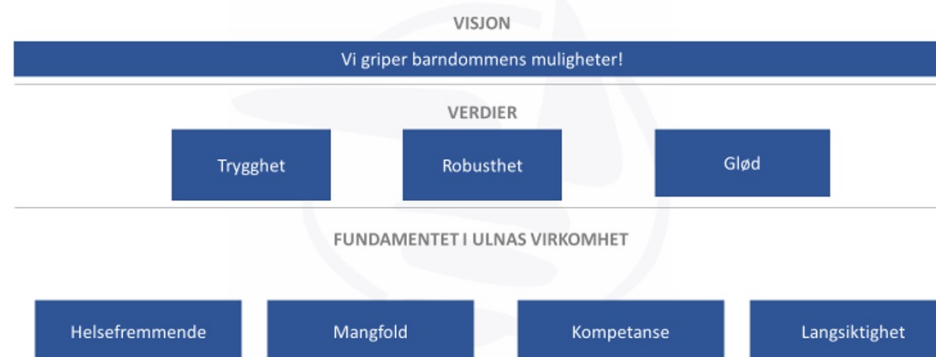 VISJON
Vi griper barndommens muligheter!
VERDIER
Trygghet Robusthet Glød
FUNDAMENTET I ULNAS VIRKOMHET
Helsefremmende Mangfold Kompetanse Langsiktighet